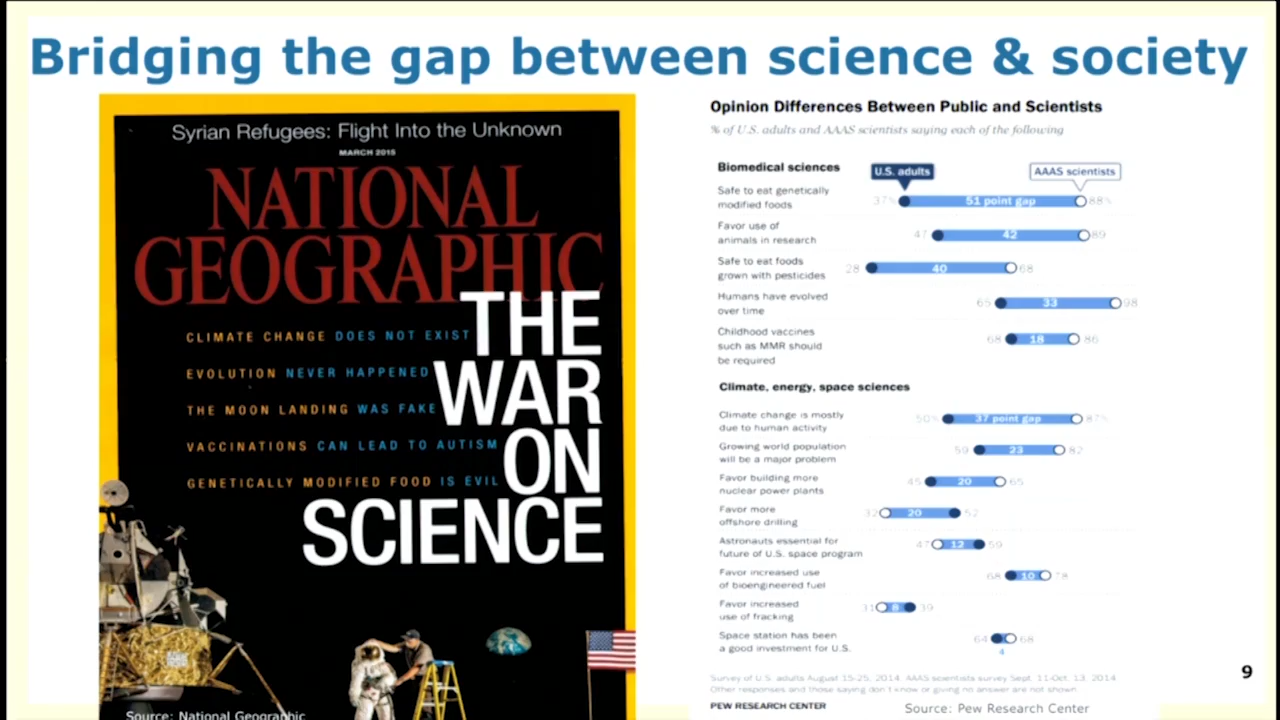 Bridging the gap between science & society
Syrian Refugees: Flight Into the Unknown
MARCH 2015
NATIONAL
GEOGRAPHIC
THE
WAR
ON
SCIENCE
CLIMATE CHANGE DOES NOT EXIST
EVOLUTION NEVER HAPPENED
THE MOON LANDING WAS FAKE
VACCINATIONS CAN LEAD TO AUTISM
GENETICALLY MODIFIED FOOD IS EVIL
Source: National Geographic
Opinion Differences Between Public and Scientists
% of U.S. adults and AAAS scientists saying each of the following
Biomedical sciences
U.S. adults
AAAS scientists
Safe to eat genetically
modified foods
37% 51 point gap 88%
Favor use of
animals in research
47 42 89
Safe to eat foods
grown with pesticides
28 40 68
Humans have evolved
over time
65 33 98
Childhood vaccines
such as MMR should
be required
68 18 86
Climate, energy, space sciences
Climate change is mostly
due to human activity
50% 37 point gap 87%
Growing world population
will be a major problem
59 23 82
Favor building more
nuclear power plants
45 20 65
Favor more
offshore drilling
32 20 52
Astronauts essential for
future of U.S. space program
47 12 59
Favor increased use
of bioengineered fuel
68 10 78
Favor increased
use of fracking
31 8 39
Space station has been
a good investment for U.S.
64 68
4
Survey of U.S. adults August 15-25, 2014. AAAS scientists survey Sept. 11-Oct. 13, 2014.
Other responses and those saying don't know or giving no answer are not shown.
PEW RESEARCH CENTER
Source: Pew Research Center
9